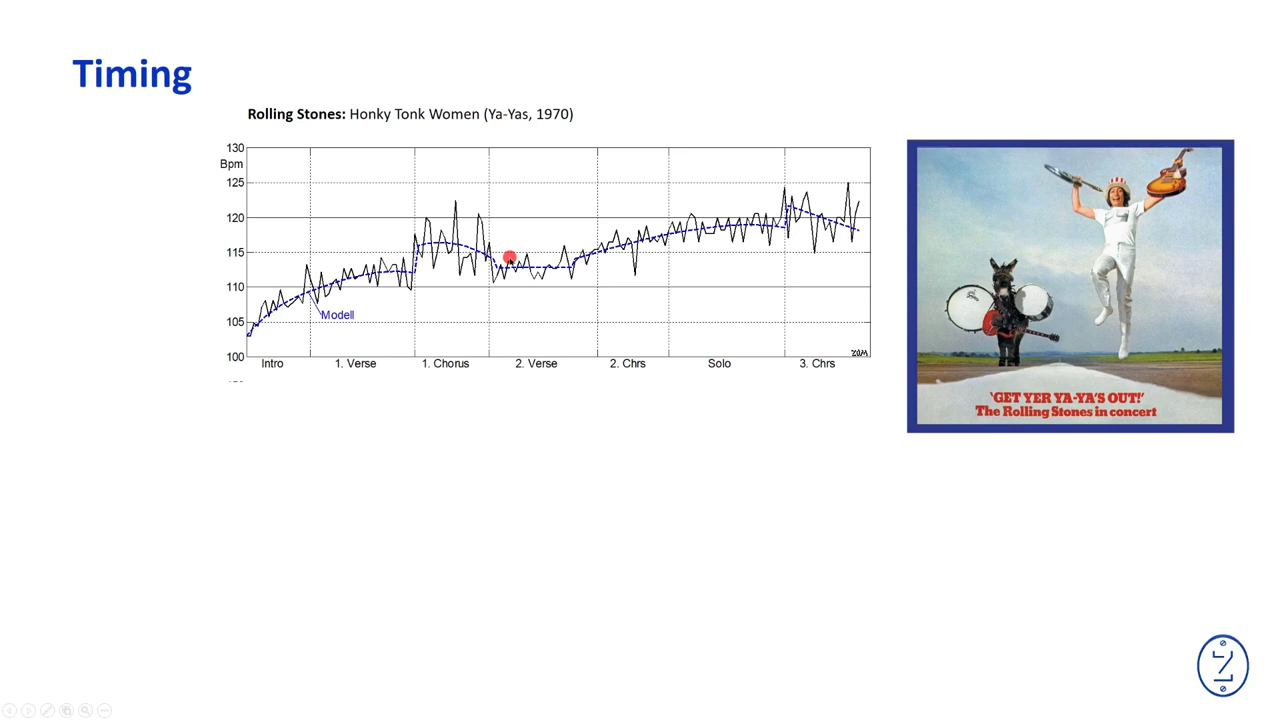 Timing
Rolling Stones: Honky Tonk Women (Ya-Yas, 1970)
130
Bpm
125
120
115
110
105
100
Modell
Intro
1. Verse
1. Chorus
2. Verse
2. Chrs
Solo
3. Chrs
'GET YER YA-YA'S OUT!'
The Rolling Stones in concert